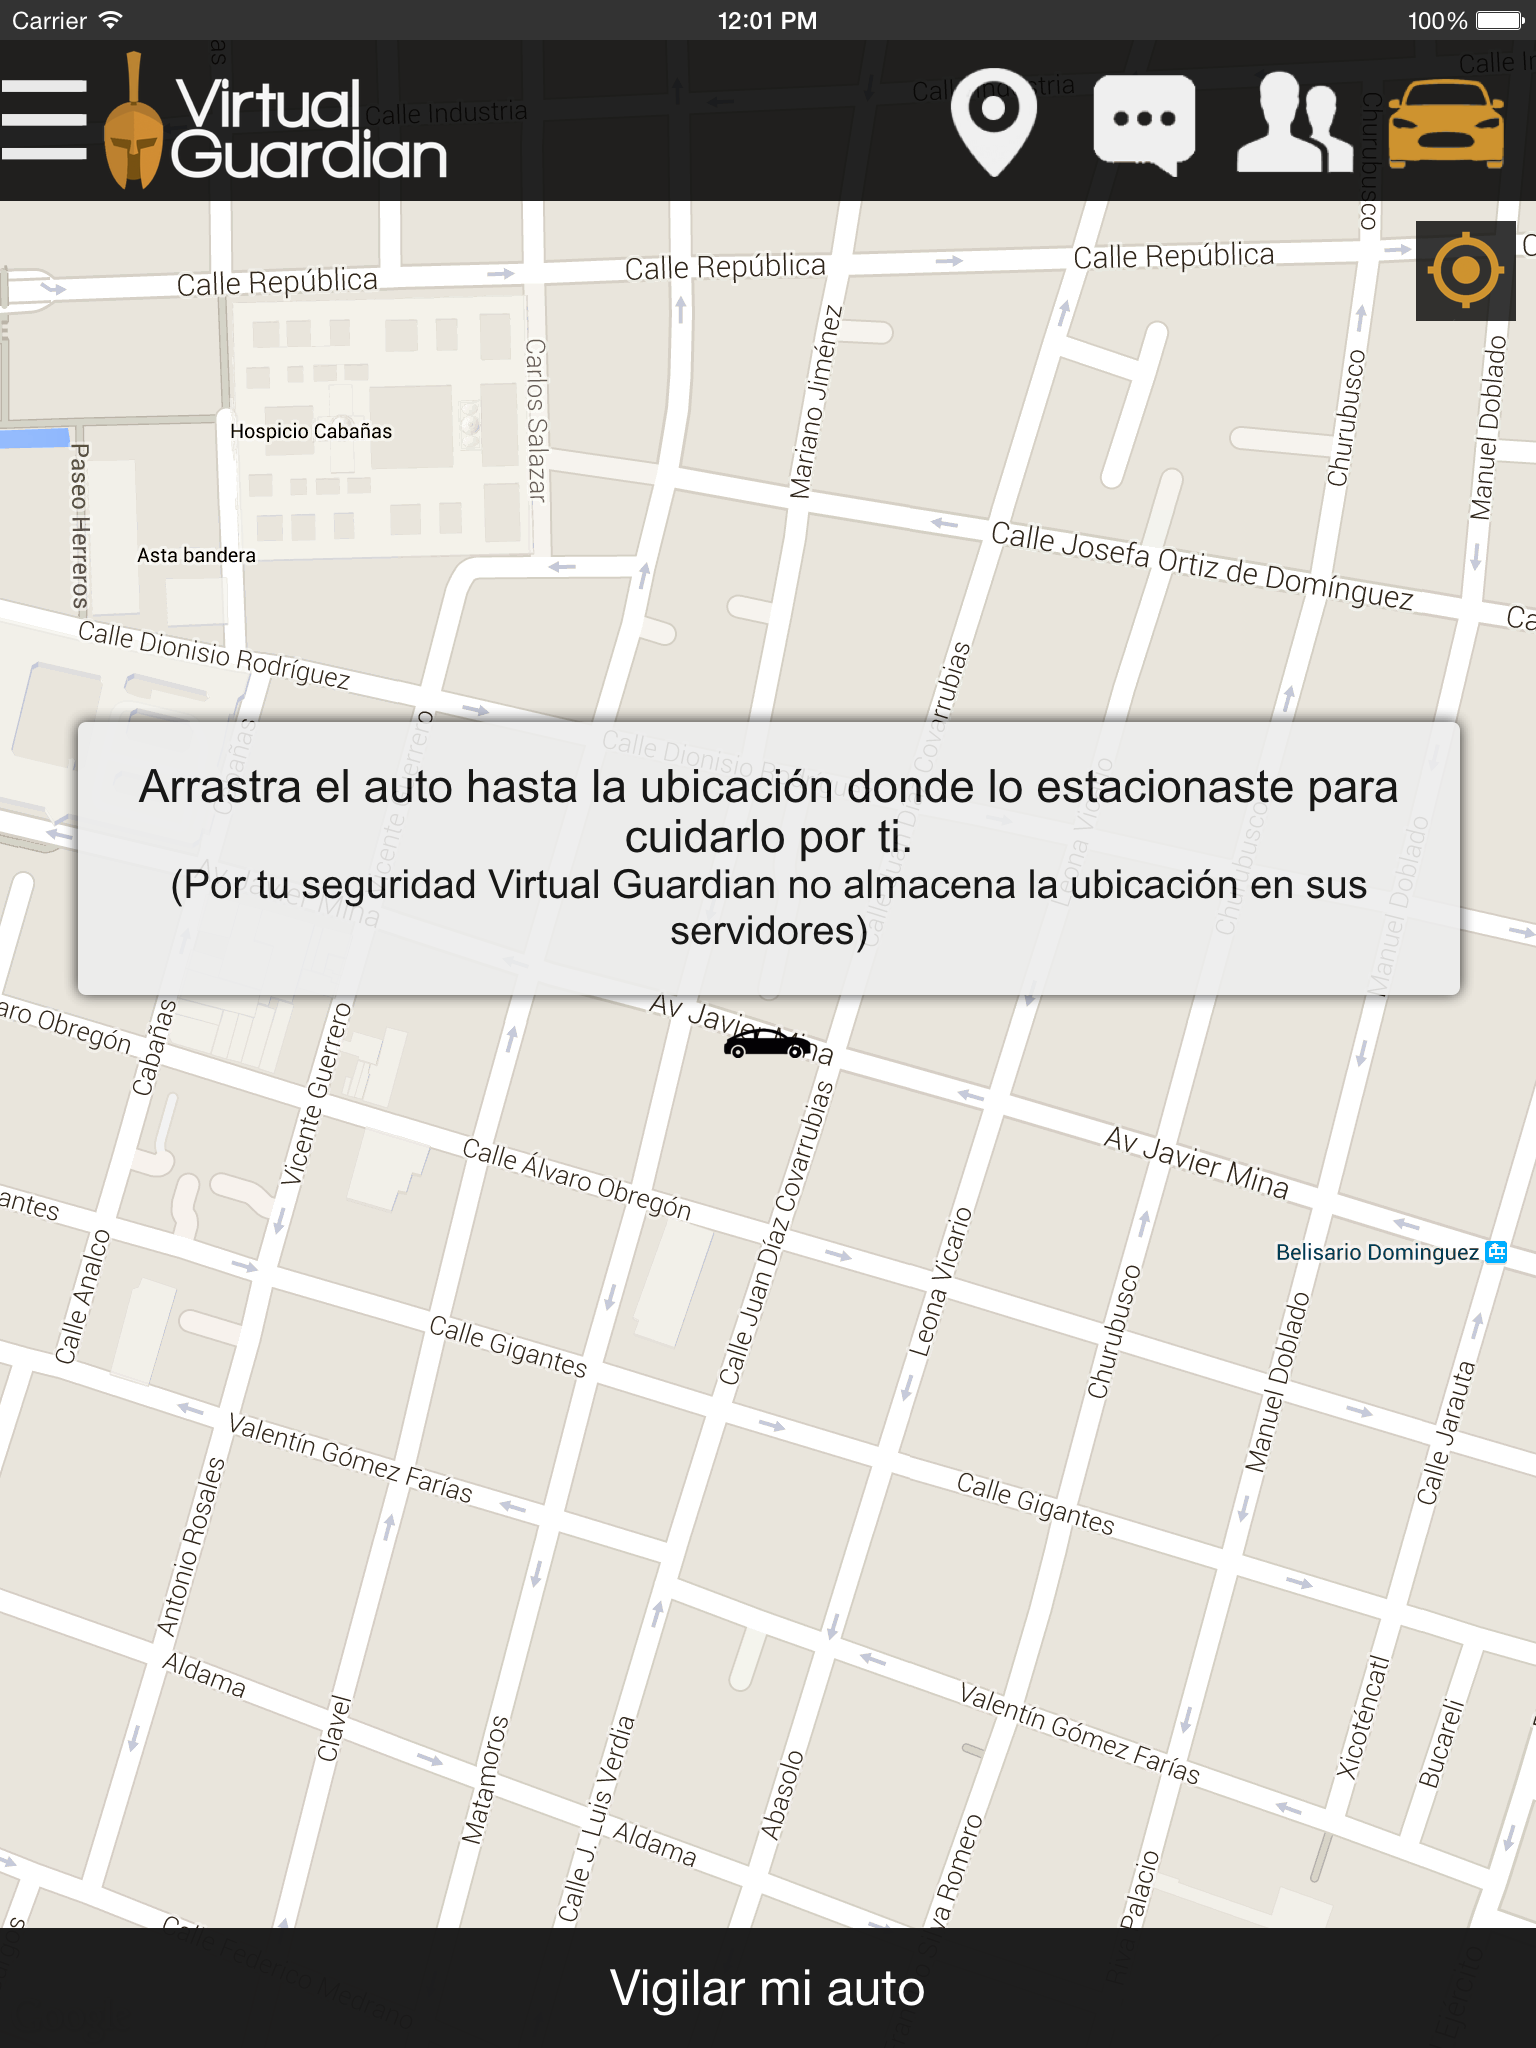 Carrier
12:01 PM
100%
Virtual
Guardian
Calle Industria
Churubusco
Calle República
Calle República
Calle República
Carlos Salazar
Mariano Jiménez
Churubusco
Manuel Doblado
Hospicio Cabañas
Paseo Herreros
Asta bandera
Calle Josefa Ortiz de Domínguez
Calle Dionisio Rodríguez
Arrastra el auto hasta la ubicación donde lo estacionaste para
cuidarlo por ti.
(Por tu seguridad Virtual Guardian no almacena la ubicación en sus
servidores)
Manuel Doblado
Av Javier Mina
aro Obregón
Cabañas
Vicente Guerrero
Av Javier Mina
Calle Álvaro Obregón
Calle Juan Díaz Covarrubias
Leona Vicario
Churubusco
Belisario Dominguez
antes
Calle Analco
Calle Gigantes
Manuel Doblado
Calle Jarauta
Valentín Gómez Farías
Calle Gigantes
Antonio Rosales
Aldama
Clavel
Matamoros
Calle J. Luis Verdia
Abasolo
Valentín Gómez Farías
Xicoténcatl
Bucareli
Aldama
Calle Federico Medrano
Vigilar mi auto